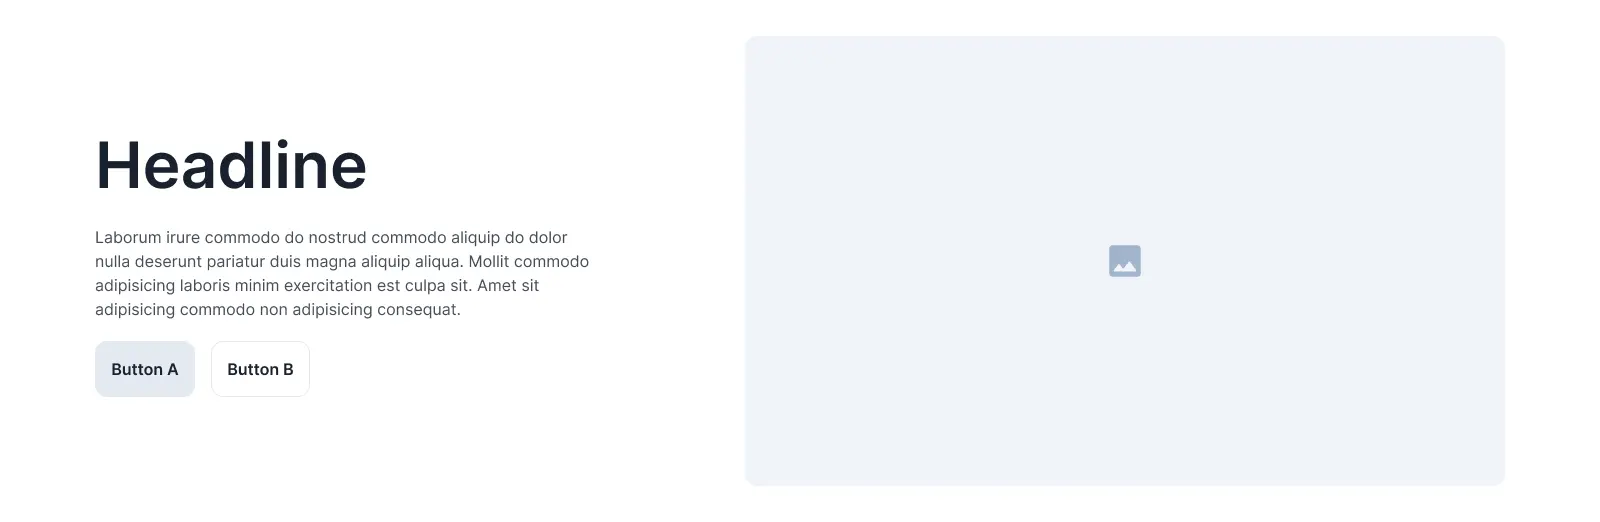 Headline
Laborum irure commodo do nostrud commodo aliquip do dolor
nulla deserunt pariatur duis magna aliquip aliqua. Mollit commodo
adipisicing laboris minim exercitation est culpa sit. Amet sit
adipisicing commodo non adipisicing consequat.
Button A
Button B